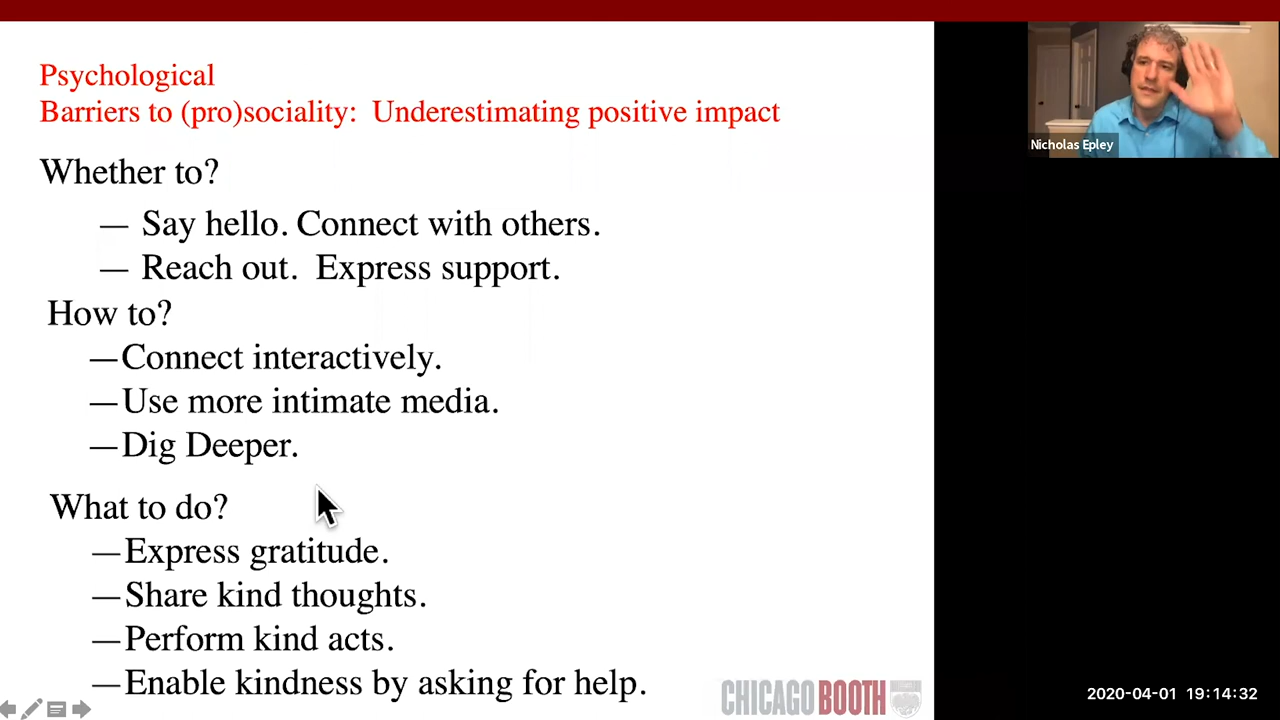 Psychological
Barriers to (pro)sociality: Underestimating positive impact
Whether to?
— Say hello. Connect with others.
— Reach out. Express support.
How to?
—Connect interactively.
—Use more intimate media.
—Dig Deeper.
What to do?
—Express gratitude.
—Share kind thoughts.
—Perform kind acts.
—Enable kindness by asking for help.
CHICAGO BOOTH
Nicholas Epley
2020-04-01 19:14:32